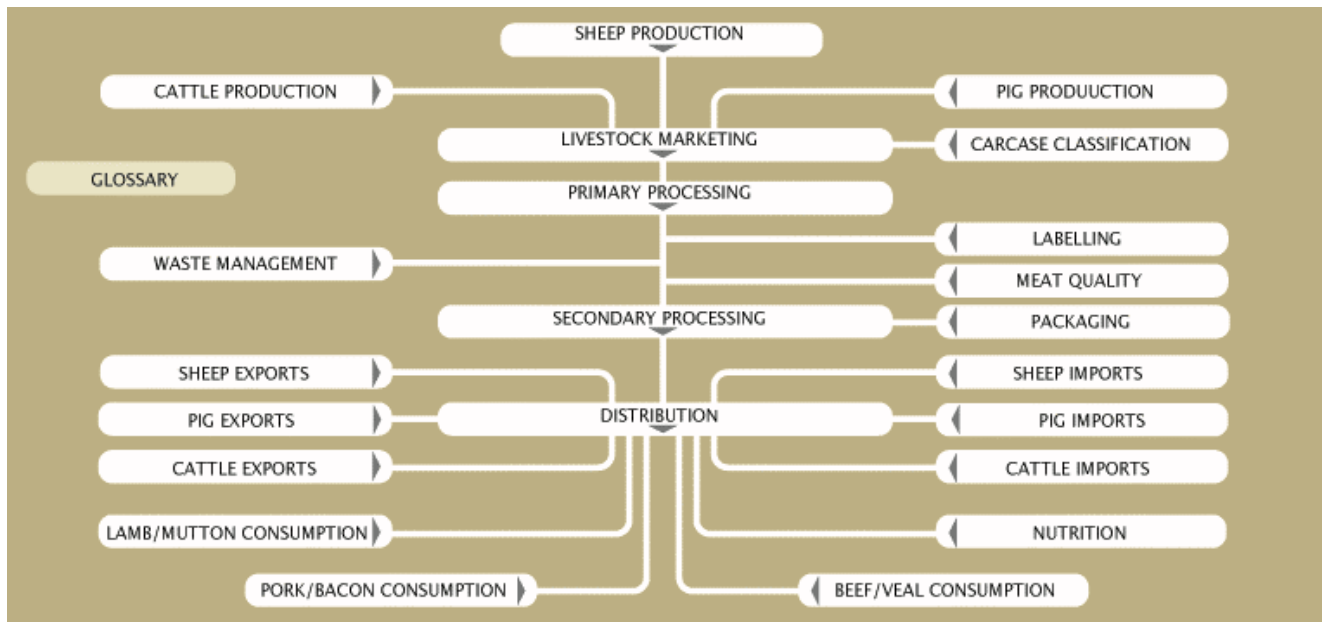 SHEEP PRODUCTION
CATTLE PRODUCTION
PIG PRODUUCTION
LIVESTOCK MARKETING
CARCASE CLASSIFICATION
GLOSSARY
PRIMARY PROCESSING
LABELLING
WASTE MANAGEMENT
MEAT QUALITY
SECONDARY PROCESSING
PACKAGING
SHEEP EXPORTS
SHEEP IMPORTS
PIG EXPORTS
DISTRIBUTION
PIG IMPORTS
CATTLE EXPORTS
CATTLE IMPORTS
LAMB/MUTTON CONSUMPTION
NUTRITION
PORK/BACON CONSUMPTION
BEEF/VEAL CONSUMPTION